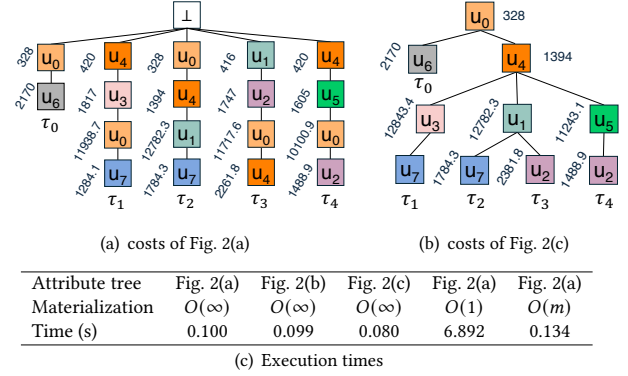 ⊥
328 u0 420 u4 328 u0 416 u1 420 u4
2170 u6 1817 u3 1394 u4 1747 u2 1605 u5
τ0 11938.7 u0 12782.3 u1 11717.6 u0 10100.9 u0
1284.1 u7 1784.3 u7 2261.8 u4 1488.9 u2
τ1 τ2 τ3 τ4
(a) costs of Fig. 2(a)
u0 328
2170 u6 u4 1394
τ0
12843.4 u3 12782.3 u1 11243.1 u5
u7 1784.3 u7 2381.8 u2 1488.9 u2
τ1 τ2 τ3 τ4
(b) costs of Fig. 2(c)
Attribute tree Fig. 2(a) Fig. 2(b) Fig. 2(c) Fig. 2(a) Fig. 2(a)
Materialization O(∞) O(∞) O(∞) O(1) O(m)
Time (s) 0.100 0.099 0.080 6.892 0.134
(c) Execution times